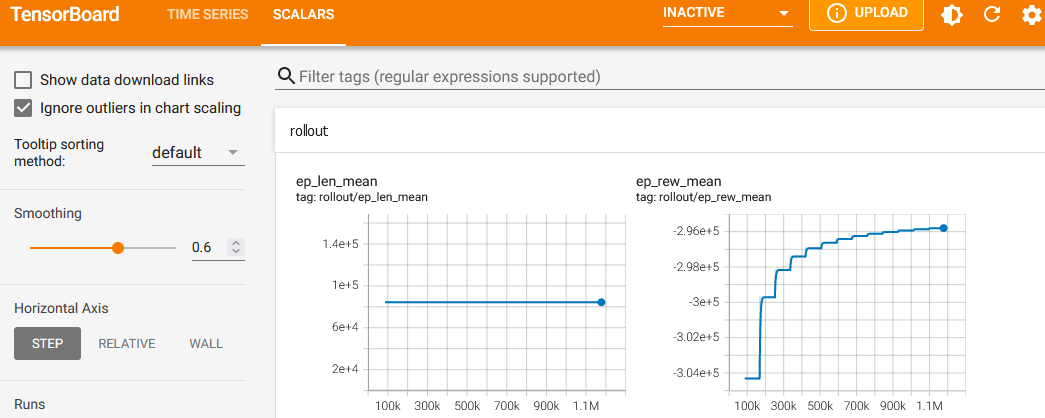 TensorBoard TIME SERIES SCALARS INACTIVE UPLOAD
Show data download links
Ignore outliers in chart scaling
Tooltip sorting
method:
default
Smoothing
0.6
Horizontal Axis
STEP RELATIVE WALL
Runs
Filter tags (regular expressions supported)
rollout
ep_len_mean
tag: rollout/ep_len_mean
1.4e+5
1e+5
6e+4
2e+4
100k 300k 500k 700k 900k 1.1M
ep_rew_mean
tag: rollout/ep_rew_mean
-2.96e+5
-2.98e+5
-3e+5
-3.02e+5
-3.04e+5
100k 300k 500k 700k 900k 1.1M